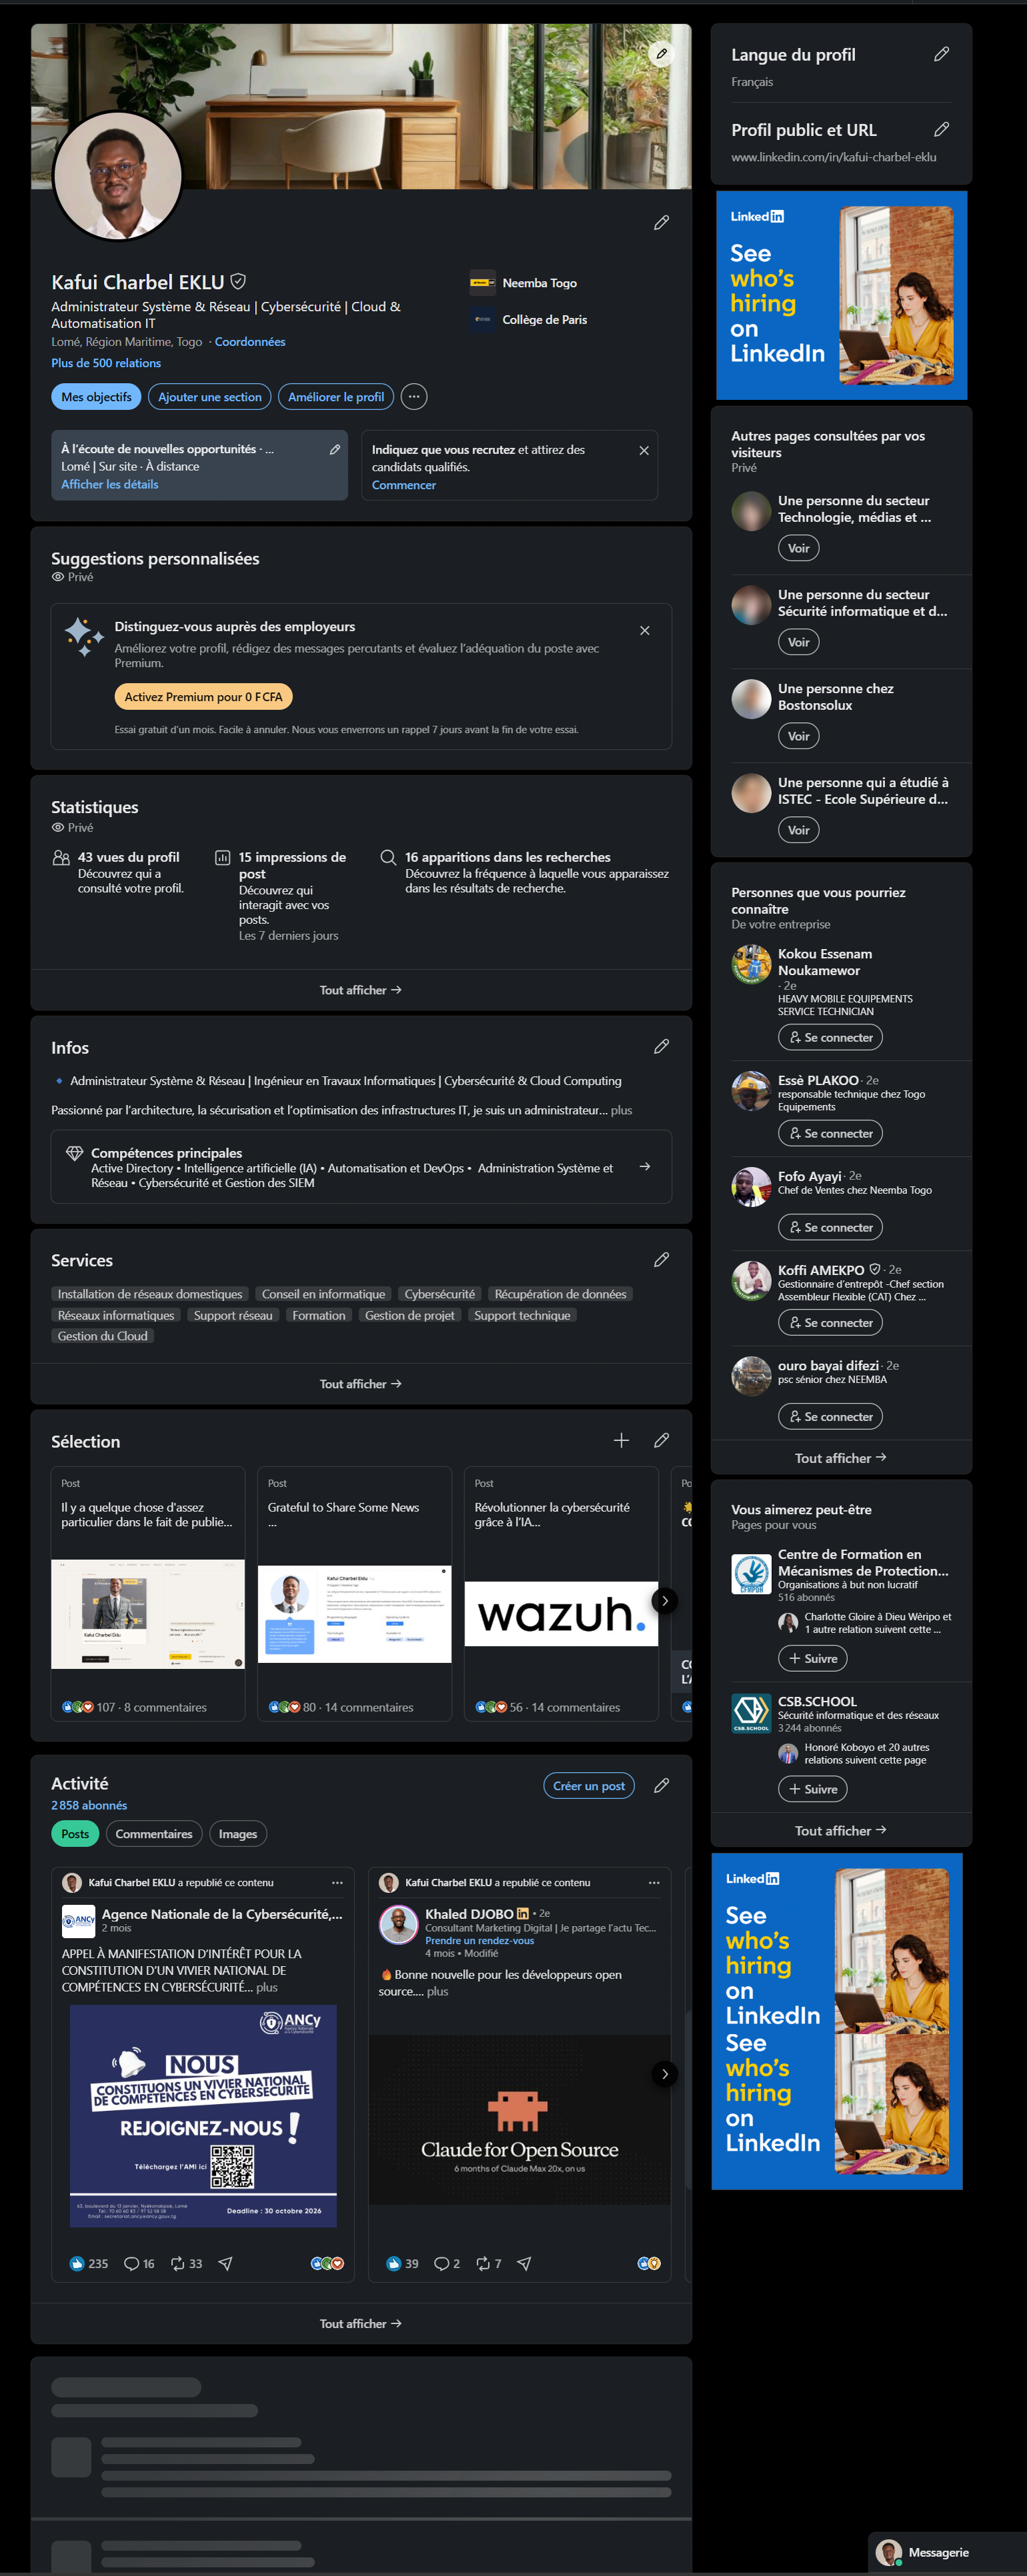 Kafui Charbel EKLU
Neemba Togo
Administrateur Système & Réseau | Cybersécurité | Cloud &
Automatisation IT
Collège de Paris
Lomé, Région Maritime, Togo · Coordonnées
Plus de 500 relations
Mes objectifs
Ajouter une section
Améliorer le profil
À l'écoute de nouvelles opportunités · ...
Lomé | Sur site · À distance
Afficher les détails
Indiquez que vous recrutez et attirez des
candidats qualifiés.
Commencer
Suggestions personnalisées
Privé
Distinguez-vous auprès des employeurs
Améliorez votre profil, rédigez des messages percutants et évaluez l'adéquation du poste avec
Premium.
Activez Premium pour 0 F CFA
Essai gratuit d'un mois. Facile à annuler. Nous vous enverrons un rappel 7 jours avant la fin de votre essai.
Statistiques
Privé
43 vues du profil
Découvrez qui a
consulté votre profil.
15 impressions de
post
Découvrez qui
interagit avec vos
posts.
Les 7 derniers jours
16 apparitions dans les recherches
Découvrez la fréquence à laquelle vous apparaissez
dans les résultats de recherche.
Tout afficher →
Infos
Administrateur Système & Réseau | Ingénieur en Travaux Informatiques | Cybersécurité & Cloud Computing
Passionné par l'architecture, la sécurisation et l'optimisation des infrastructures IT, je suis un administrateur... plus
Compétences principales
Active Directory • Intelligence artificielle (IA) • Automatisation et DevOps • Administration Système et
Réseau • Cybersécurité et Gestion des SIEM
Services
Installation de réseaux domestiques
Conseil en informatique
Cybersécurité
Récupération de données
Réseaux informatiques
Support réseau
Formation
Gestion de projet
Support technique
Gestion du Cloud
Tout afficher →
Sélection
Post
Il y a quelque chose d'assez
particulier dans le fait de publie...
Kafui Charbel Eklu
107 · 8 commentaires
Post
Grateful to Share Some News
...
Kafui Charbel Eklu
80 · 14 commentaires
Post
Révolutionner la cybersécurité
grâce à l'IA...
wazuh.
56 · 14 commentaires
Po
CO
CO
L'A
Activité
2 858 abonnés
Créer un post
Posts
Commentaires
Images
Kafui Charbel EKLU a republié ce contenu
Agence Nationale de la Cybersécurité,...
2 mois
APPEL À MANIFESTATION D'INTÉRÊT POUR LA
CONSTITUTION D'UN VIVIER NATIONAL DE
COMPÉTENCES EN CYBERSÉCURITÉ... plus
ANCy
NOUS
CONSTITUONS UN VIVIER NATIONAL
DE COMPETENCES EN CYBERSECURITE
REJOIGNEZ-NOUS !
Téléchargez l'AMI ici
Deadline : 30 octobre 2026
235
16
33
Kafui Charbel EKLU a republié ce contenu
Khaled DJOBO • 2e
Consultant Marketing Digital | Je partage l'actu Tec...
Prendre un rendez-vous
4 mois • Modifié
🔥Bonne nouvelle pour les développeurs open
source.... plus
Claude for Open Source
6 months of Claude Max 20x, on us
39
2
7
Tout afficher →
Langue du profil
Français
Profil public et URL
www.linkedin.com/in/kafui-charbel-eklu
LinkedIn
See
who's
hiring
on
LinkedIn
Autres pages consultées par vos
visiteurs
Privé
Une personne du secteur
Technologie, médias et ...
Voir
Une personne du secteur
Sécurité informatique et d...
Voir
Une personne chez
Bostonsolux
Voir
Une personne qui a étudié à
ISTEC - Ecole Supérieure d...
Voir
Personnes que vous pourriez
connaître
De votre entreprise
Kokou Essenam
Noukamewor
· 2e
HEAVY MOBILE EQUIPEMENTS
SERVICE TECHNICIAN
Se connecter
Essè PLAKOO · 2e
responsable technique chez Togo
Equipements
Se connecter
Fofo Ayayi · 2e
Chef de Ventes chez Neemba Togo
Se connecter
Koffi AMEKPO · 2e
Gestionnaire d'entrepôt -Chef section
Assembleur Flexible (CAT) Chez ...
Se connecter
ouro bayai difezi · 2e
psc sénior chez NEEMBA
Se connecter
Tout afficher →
Vous aimerez peut-être
Pages pour vous
Centre de Formation en
Mécanismes de Protection...
Organisations à but non lucratif
516 abonnés
Charlotte Gloire à Dieu Wèripo et
1 autre relation suivent cette ...
+ Suivre
CSB.SCHOOL
CSB.SCHOOL
Sécurité informatique et des réseaux
3 244 abonnés
Honoré Koboyo et 20 autres
relations suivent cette page
+ Suivre
Tout afficher →
LinkedIn
See
who's
hiring
on
LinkedIn
See
who's
hiring
on
LinkedIn
Messagerie